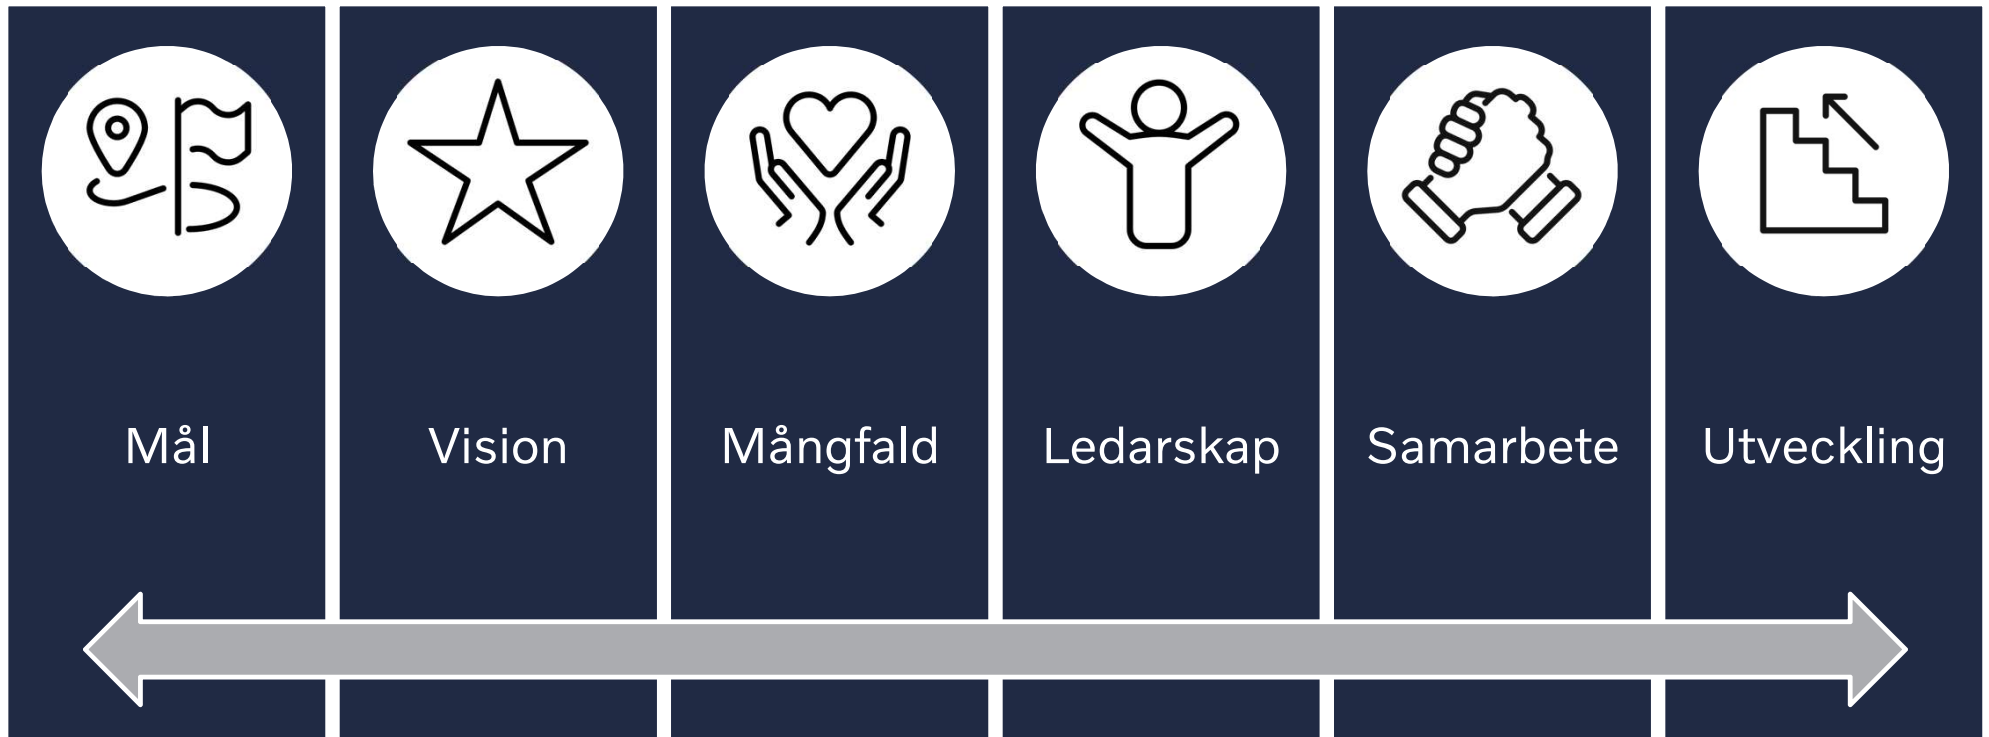 Mål
Vision
Mångfald
Ledarskap
Samarbete
Utveckling